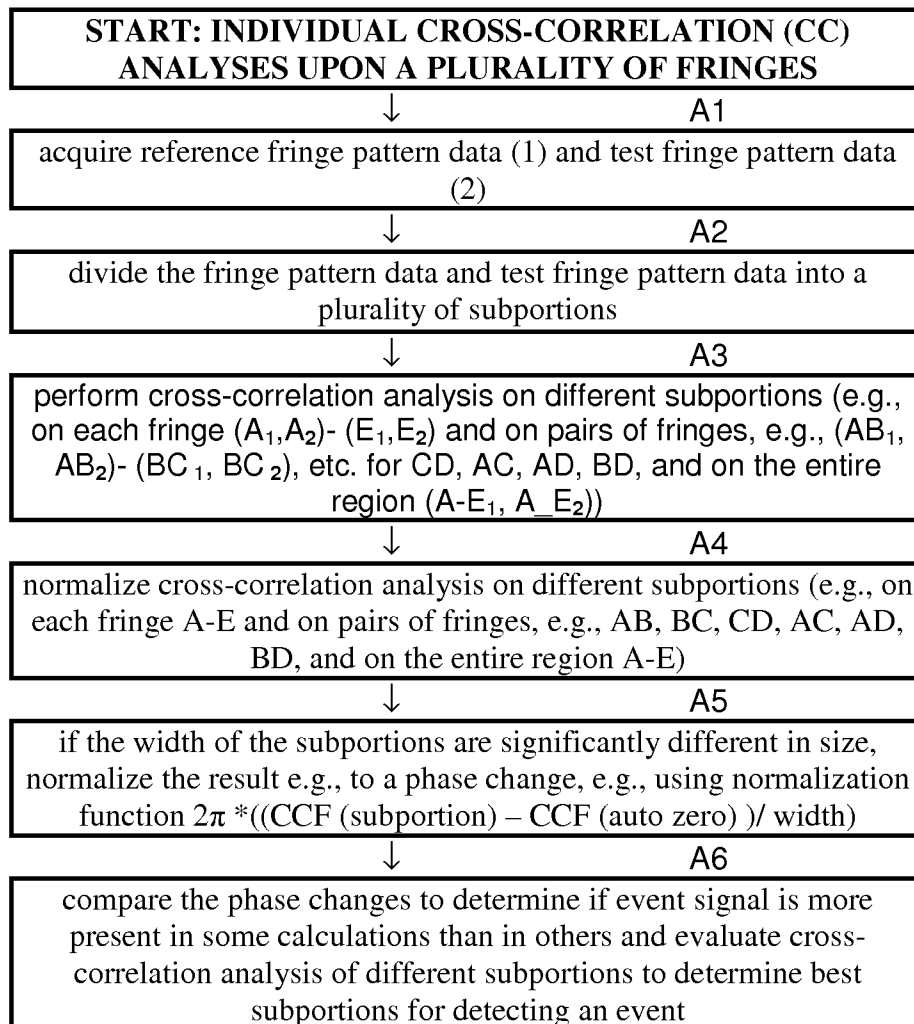 START: INDIVIDUAL CROSS-CORRELATION (CC)
ANALYSES UPON A PLURALITY OF FRINGES
↓ A1
acquire reference fringe pattern data (1) and test fringe pattern data
(2)
↓ A2
divide the fringe pattern data and test fringe pattern data into a
plurality of subportions
↓ A3
perform cross-correlation analysis on different subportions (e.g.,
on each fringe (A₁,A₂)- (E₁,E₂) and on pairs of fringes, e.g., (AB₁,
AB₂)- (BC ₁, BC ₂), etc. for CD, AC, AD, BD, and on the entire
region (A-E₁, A_E₂))
↓ A4
normalize cross-correlation analysis on different subportions (e.g., on
each fringe A-E and on pairs of fringes, e.g., AB, BC, CD, AC, AD,
BD, and on the entire region A-E)
↓ A5
if the width of the subportions are significantly different in size,
normalize the result e.g., to a phase change, e.g., using normalization
function 2π *((CCF (subportion) – CCF (auto zero) )/ width)
↓ A6
compare the phase changes to determine if event signal is more
present in some calculations than in others and evaluate cross-
correlation analysis of different subportions to determine best
subportions for detecting an event